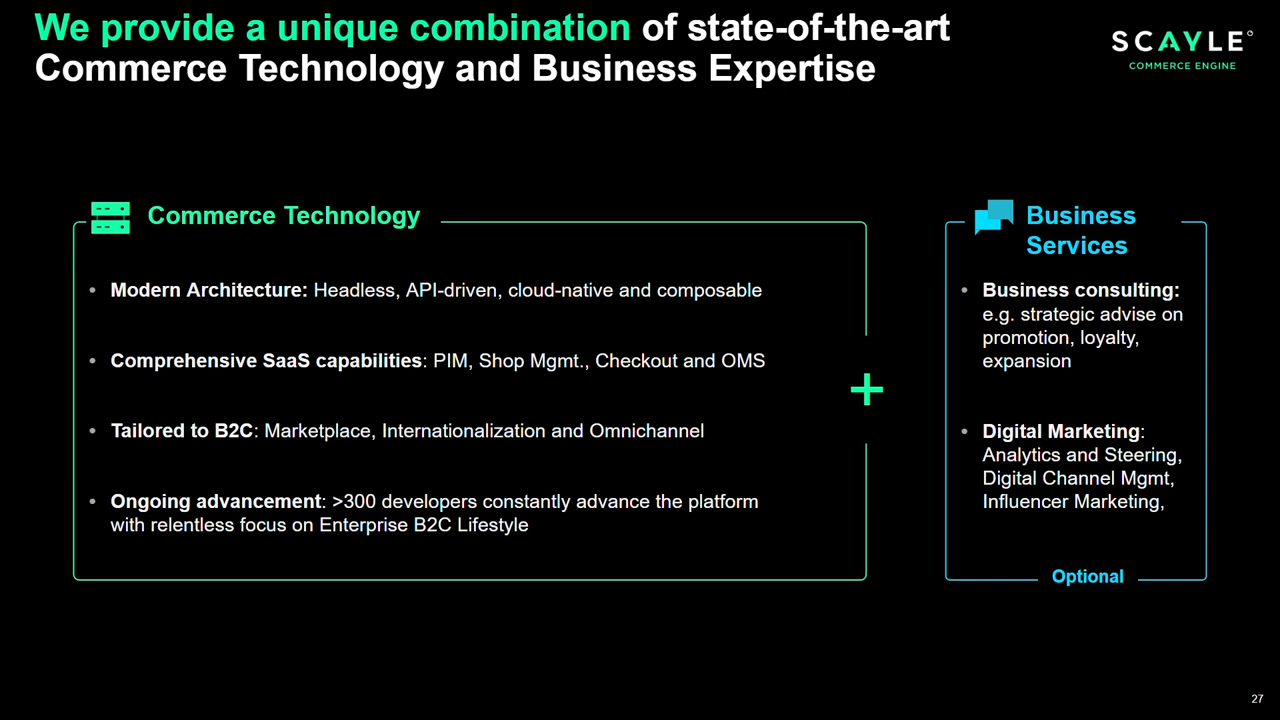 We provide a unique combination of state-of-the-art
Commerce Technology and Business Expertise
SCAYLE
COMMERCE ENGINE
Commerce Technology
• Modern Architecture: Headless, API-driven, cloud-native and composable
• Comprehensive SaaS capabilities: PIM, Shop Mgmt., Checkout and OMS
• Tailored to B2C: Marketplace, Internationalization and Omnichannel
• Ongoing advancement: >300 developers constantly advance the platform
with relentless focus on Enterprise B2C Lifestyle
+
Business
Services
• Business consulting:
e.g. strategic advise on
promotion, loyalty,
expansion
• Digital Marketing:
Analytics and Steering,
Digital Channel Mgmt,
Influencer Marketing,
Optional
27